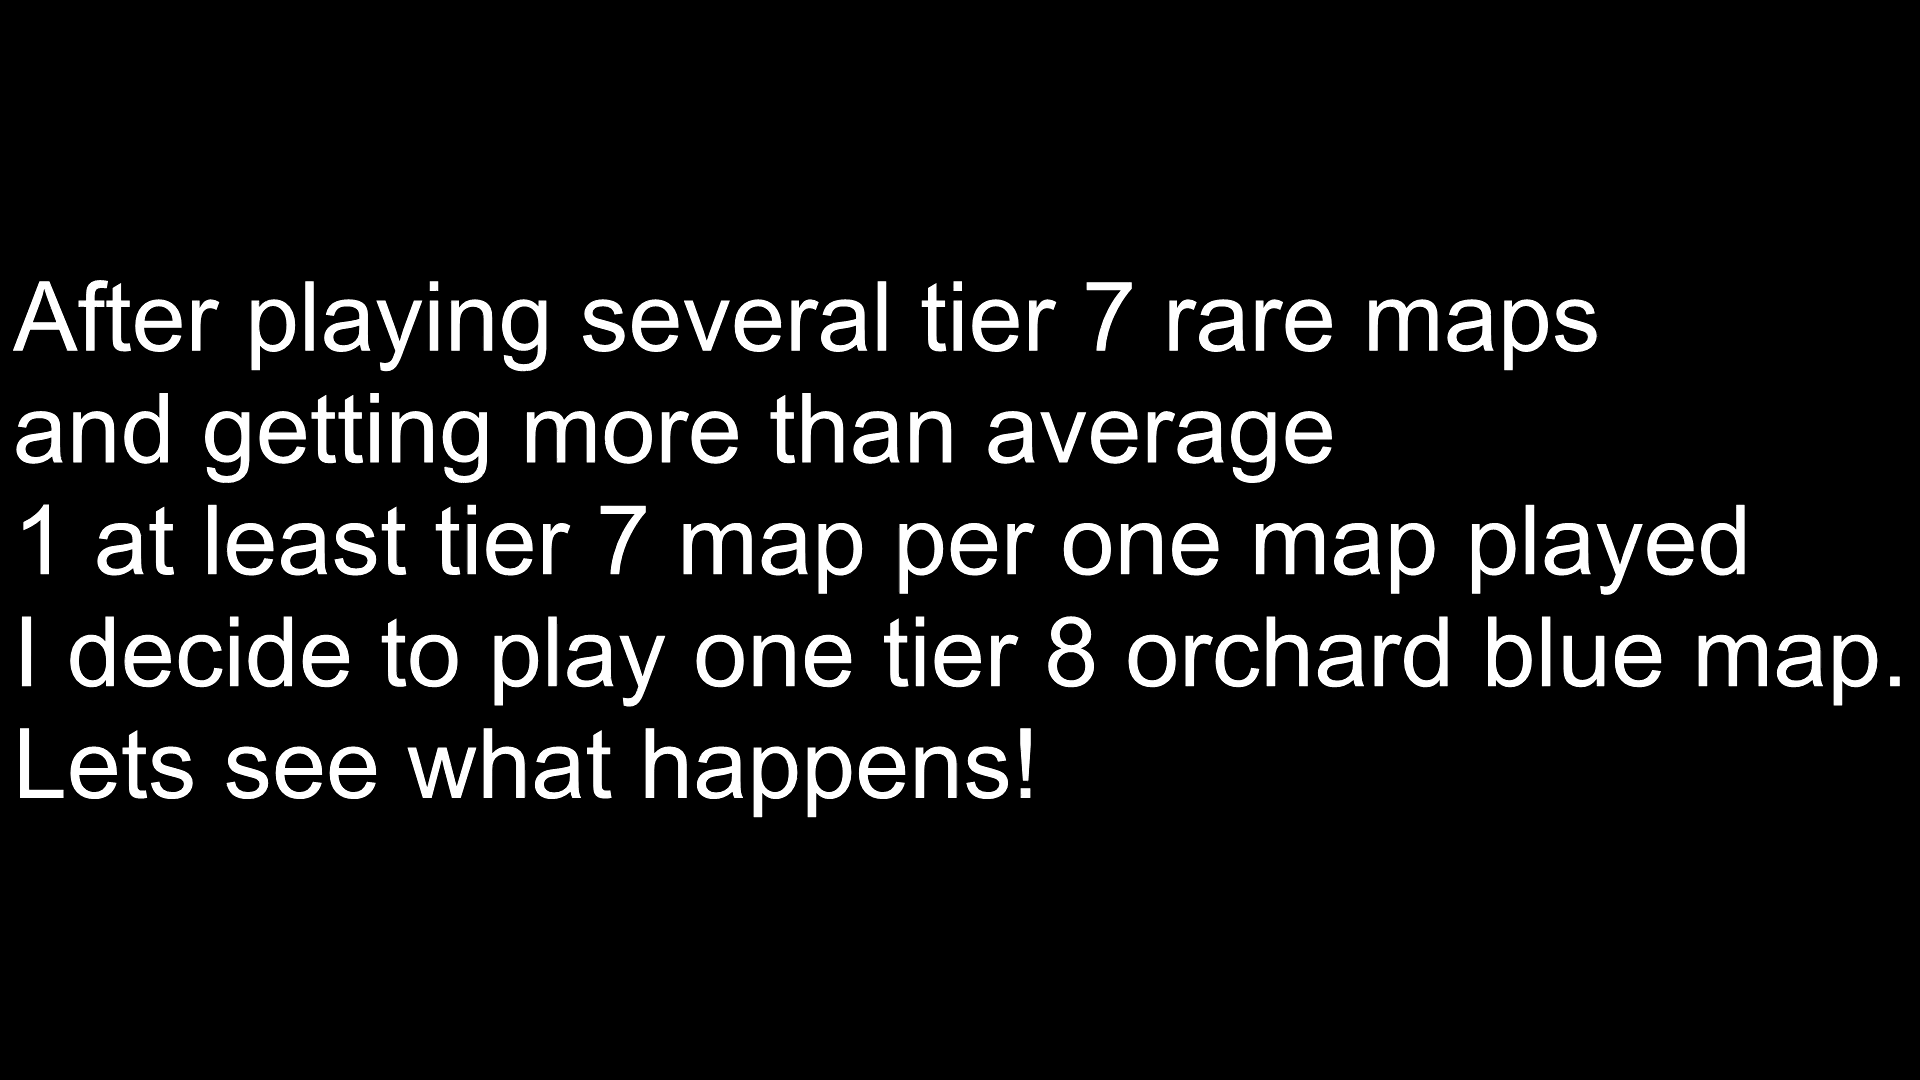 After playing several tier 7 rare maps
and getting more than average
1 at least tier 7 map per one map played
I decide to play one tier 8 orchard blue map.
Lets see what happens!